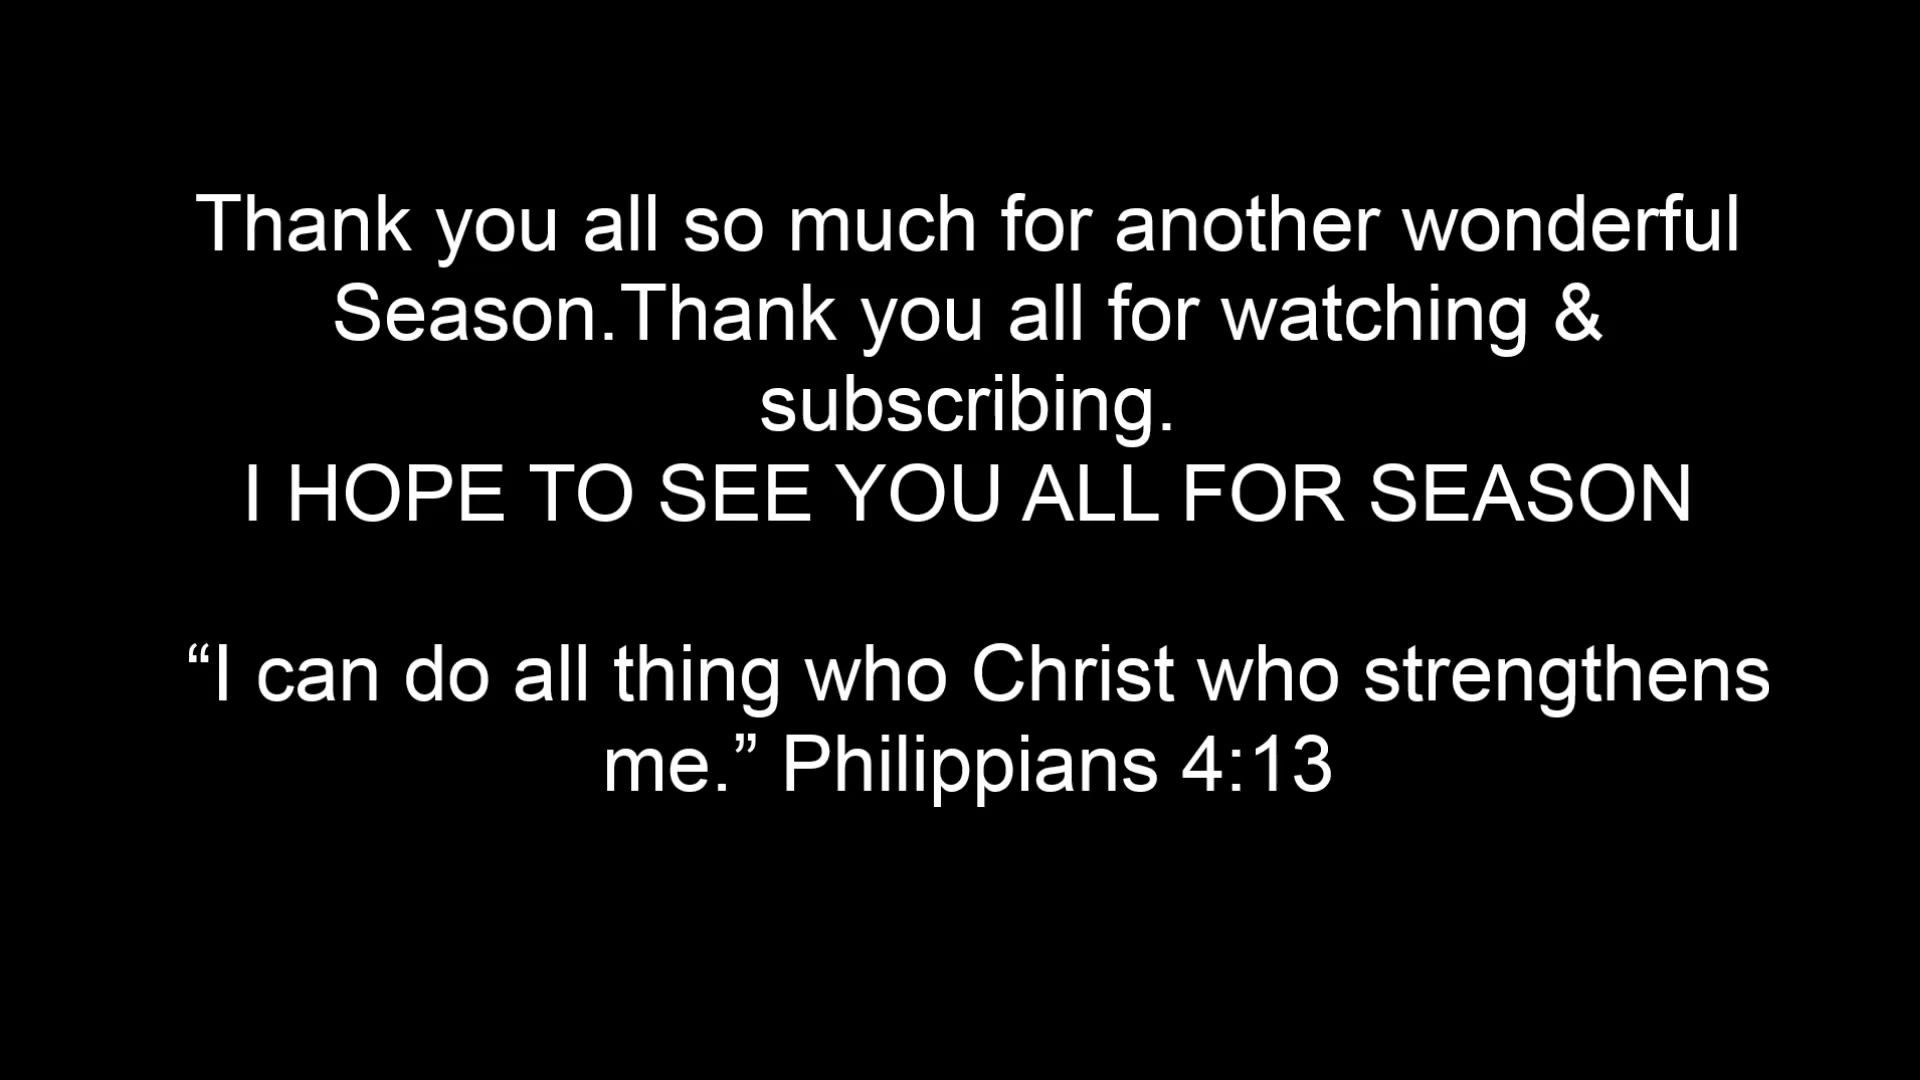 Thank you all so much for another wonderful
Season.Thank you all for watching &
subscribing.
I HOPE TO SEE YOU ALL FOR SEASON
“I can do all thing who Christ who strengthens
me.” Philippians 4:13